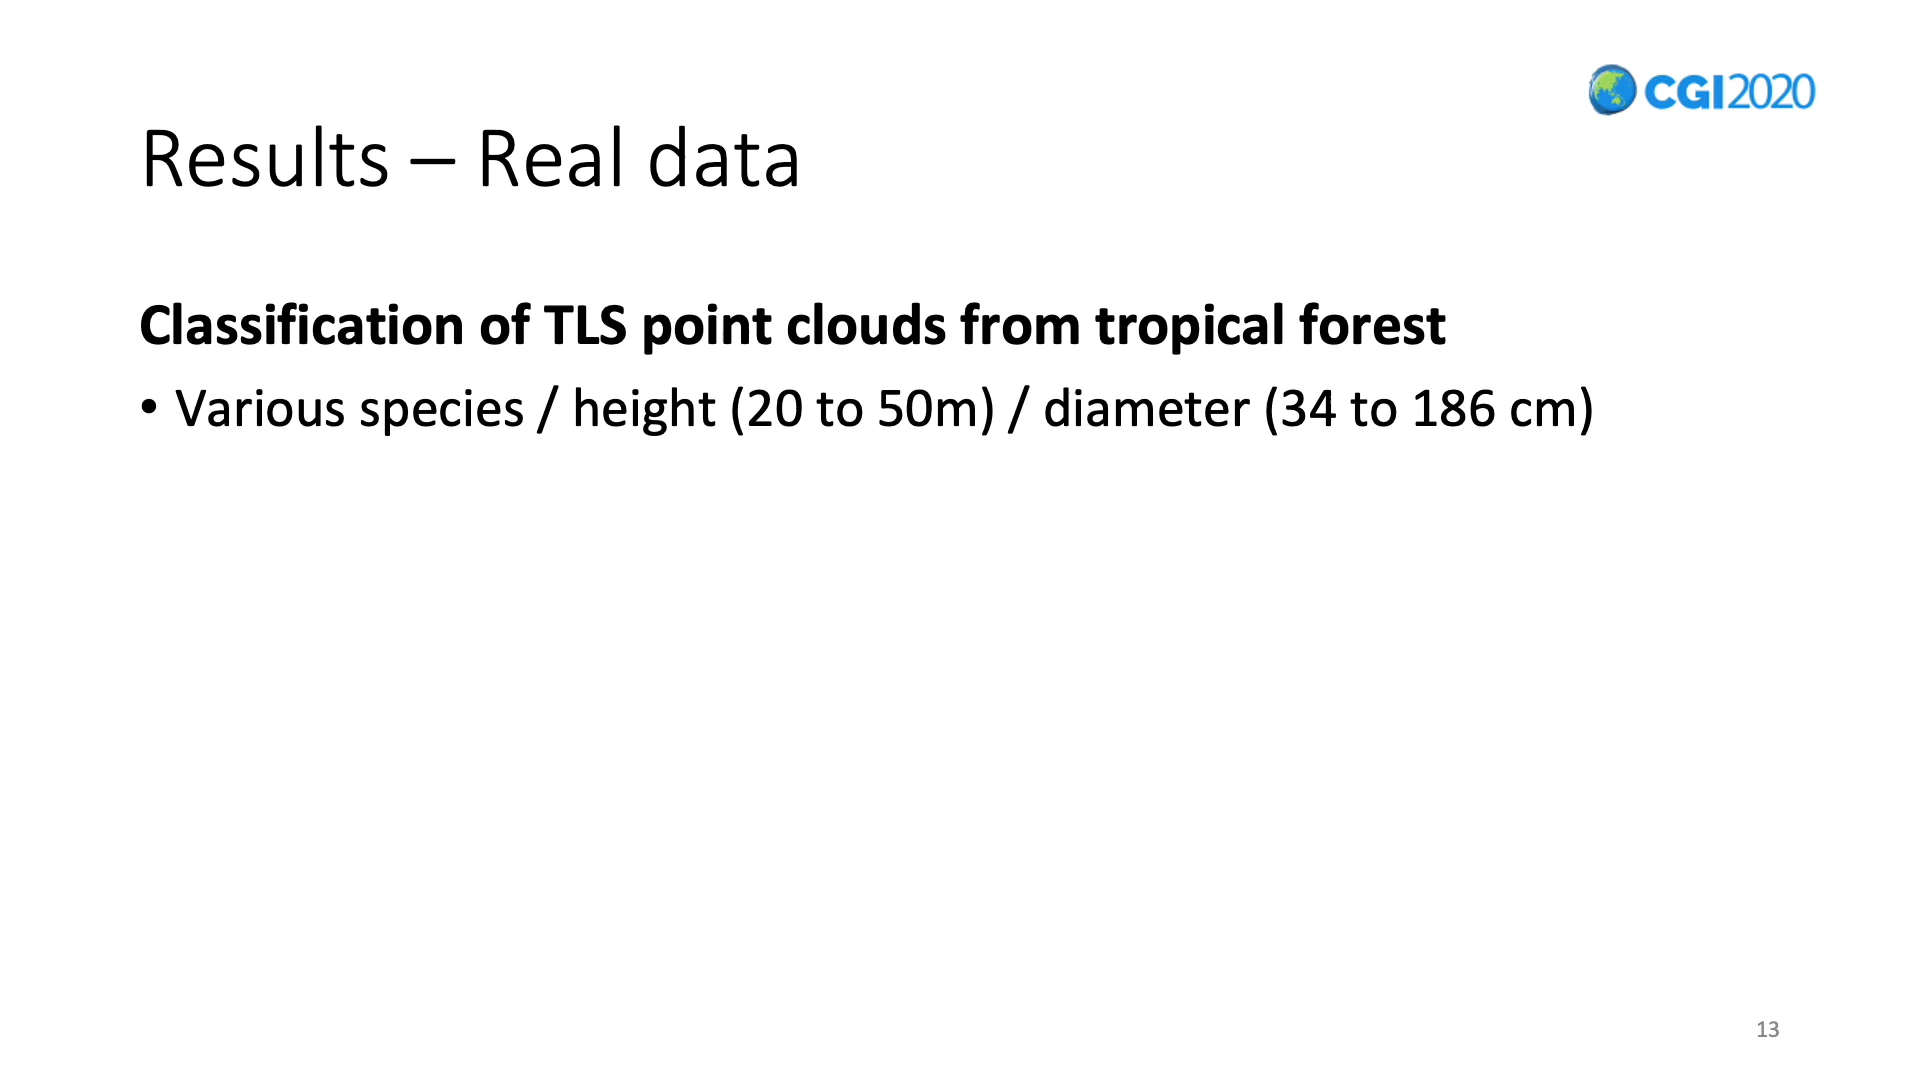 CGI2020
Results – Real data
Classification of TLS point clouds from tropical forest
• Various species / height (20 to 50m) / diameter (34 to 186 cm)
13